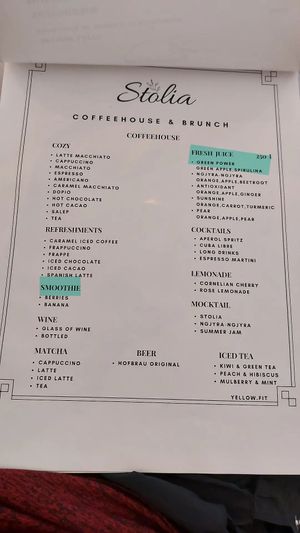 Stolia
COFFEEHOUSE & BRUNCH
COFFEEHOUSE
COZY
LATTE MACCHIATO
CAPPUCCINO
MACCHIATO
ESPRESSO
AMERICANO
CARAMEL MACCHIATO
DOPIO
HOT CHOCOLATE
HOT CACAO
SALEP
TEA
REFRESHMENTS
CARAMEL ICED COFFEE
FRAPPUCCINO
FRAPPE
ICED CHOCOLATE
ICED CACAO
SPANISH LATTE
SMOOTHIE
BERRIES
BANANA
WINE
GLASS OF WINE
BOTTLED
MATCHA
CAPPUCCINO
LATTE
ICED LATTE
TEA
BEER
HOFBRAU ORIGINAL
FRESH JUICE 250
GREEN POWER
GREEN APPLE, SPIRULINA
NGJYRA-NGJYRA
ORANGE,APPLE,BEETROOT
ANTIOXIDANT
ORANGE,APPLE,GINGER
SUNSHINE
ORANGE,CARROT,TURMERIC
PEAR
ORANGE,APPLE,PEAR
COCKTAILS
APEROL SPRITZ
CUBA LIBRE
LONG DRINKS
ESPRESSO MARTINI
LEMONADE
CORNELIAN CHERRY
ROSE LEMONADE
MOCKTAIL
STOLIA
NGJYRA NGJYRA
SUMMER JAM
ICED TEA
KIWI & GREEN TEA
PEACH & HIBISCUS
MULBERRY & MINT
YELLOW.FIT